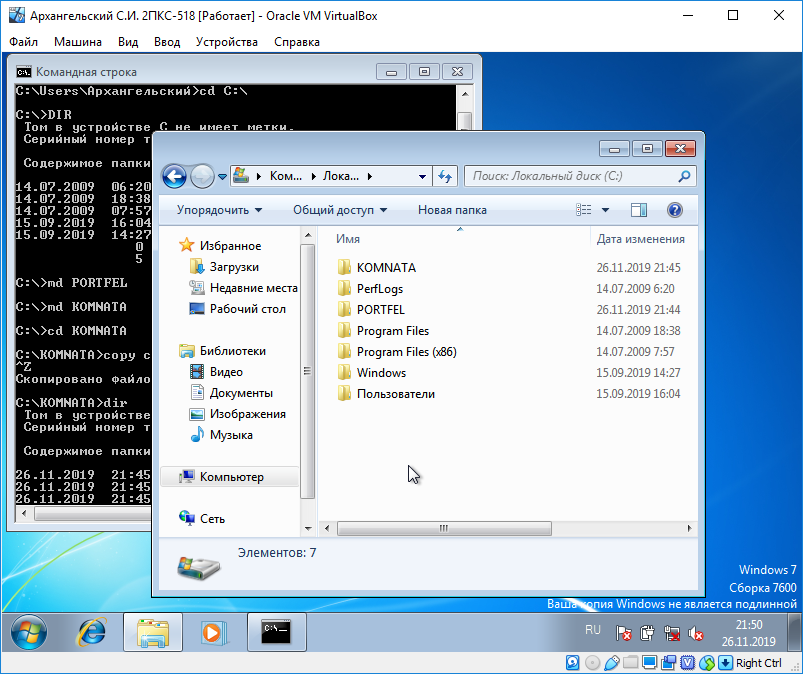 Архангельский С.И. 2ПКС-518 [Работает] - Oracle VM VirtualBox
Файл Машина Вид Ввод Устройства Справка
Командная строка
C:\Users\Архангельский>cd C:\
C:\>DIR
Том в устройстве C не имеет метки.
Серийный номер т
Содержимое папки
14.07.2009 06:20
14.07.2009 18:38
14.07.2009 07:57
15.09.2019 16:04
15.09.2019 14:27
0
5
C:\>md PORTFEL
C:\>md KOMNATA
C:\>cd KOMNATA
C:\KOMNATA>copy c
^Z
Скопировано файло
C:\KOMNATA>dir
Том в устройстве
Серийный номер т
Содержимое папки
26.11.2019 21:45
26.11.2019 21:45
26.11.2019 21:45
Ком... Лока...
Поиск: Локальный диск (C:)
Упорядочить Общий доступ Новая папка
Избранное
Загрузки
Недавние места
Рабочий стол
Библиотеки
Видео
Документы
Изображения
Музыка
Компьютер
Сеть
Имя Дата изменения
KOMNATA 26.11.2019 21:45
PerfLogs 14.07.2009 6:20
PORTFEL 26.11.2019 21:44
Program Files 14.07.2009 18:38
Program Files (x86) 14.07.2009 7:57
Windows 15.09.2019 14:27
Пользователи 15.09.2019 16:04
Элементов: 7
Windows 7
Сборка 7600
Ваша копия Windows не является подлинной
RU
21:50
26.11.2019
Right Ctrl